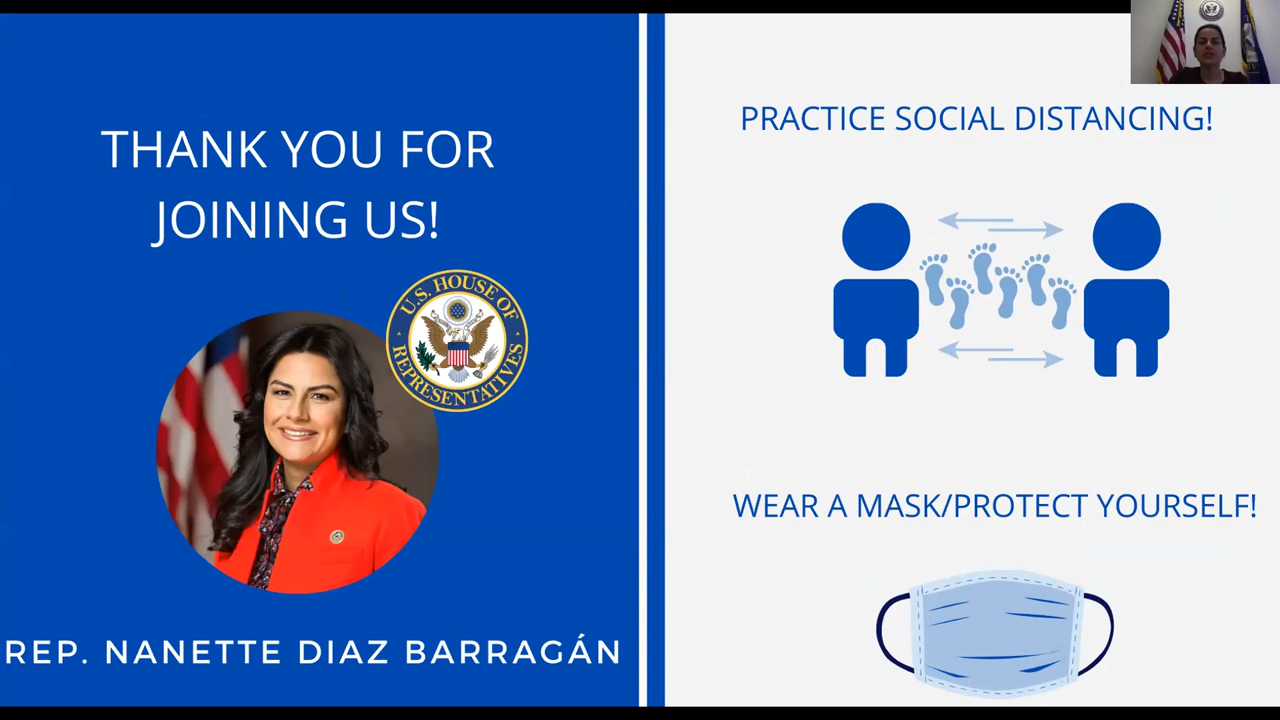 THANK YOU FOR
JOINING US!
U.S. HOUSE OF
REPRESENTATIVES
REP. NANETTE DIAZ BARRAGÁN
PRACTICE SOCIAL DISTANCING!
WEAR A MASK/PROTECT YOURSELF!